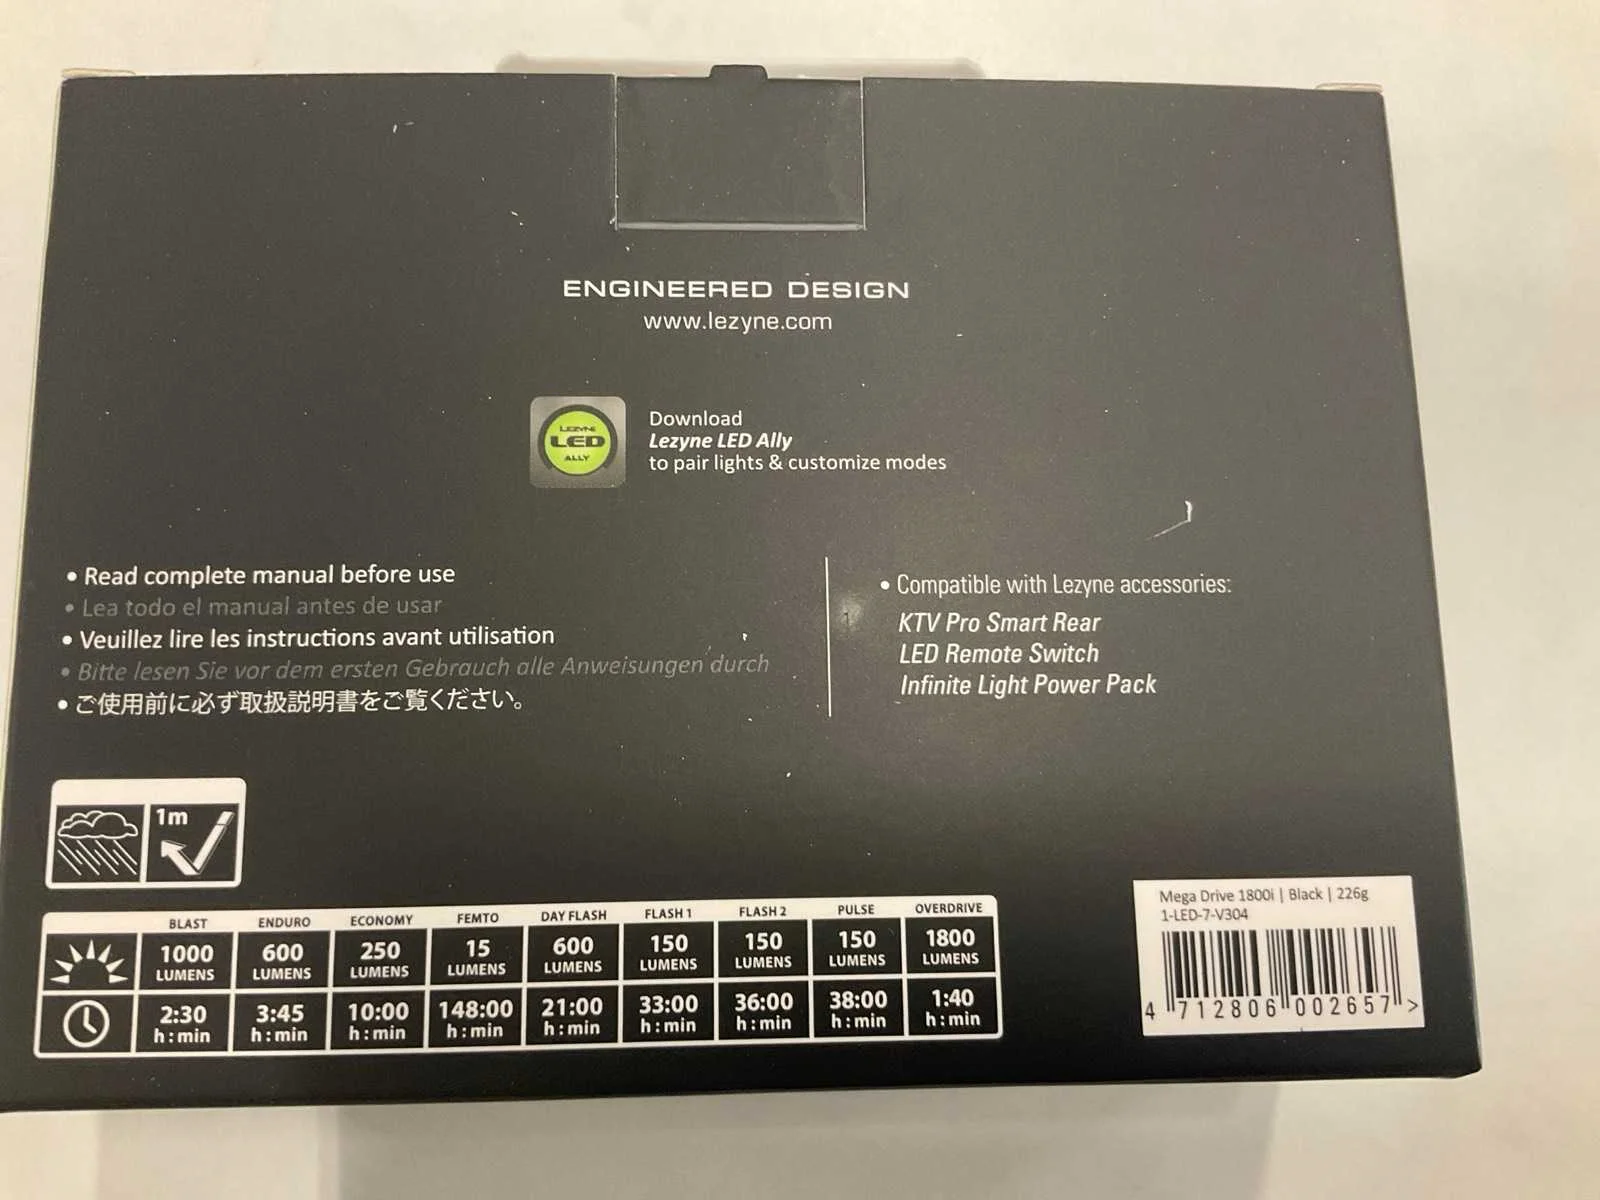 ENGINEERED DESIGN
www.lezyne.com
LEZYNE
LED
ALLY
Download
Lezyne LED Ally
to pair lights & customize modes
• Read complete manual before use
• Lea todo el manual antes de usar
• Veuillez lire les instructions avant utilisation
• Bitte lesen Sie vor dem ersten Gebrauch alle Anweisungen durch
• ご使用前に必ず取扱説明書をご覧ください。
• Compatible with Lezyne accessories:
KTV Pro Smart Rear
LED Remote Switch
Infinite Light Power Pack
1m
BLAST ENDURO ECONOMY FEMTO DAY FLASH FLASH 1 FLASH 2 PULSE OVERDRIVE
1000 600 250 15 600 150 150 150 1800
LUMENS LUMENS LUMENS LUMENS LUMENS LUMENS LUMENS LUMENS LUMENS
2:30 3:45 10:00 148:00 21:00 33:00 36:00 38:00 1:40
h:min h:min h:min h:min h:min h:min h:min h:min h:min
Mega Drive 1800i | Black | 226g
1-LED-7-V304
4 712806 002657 >